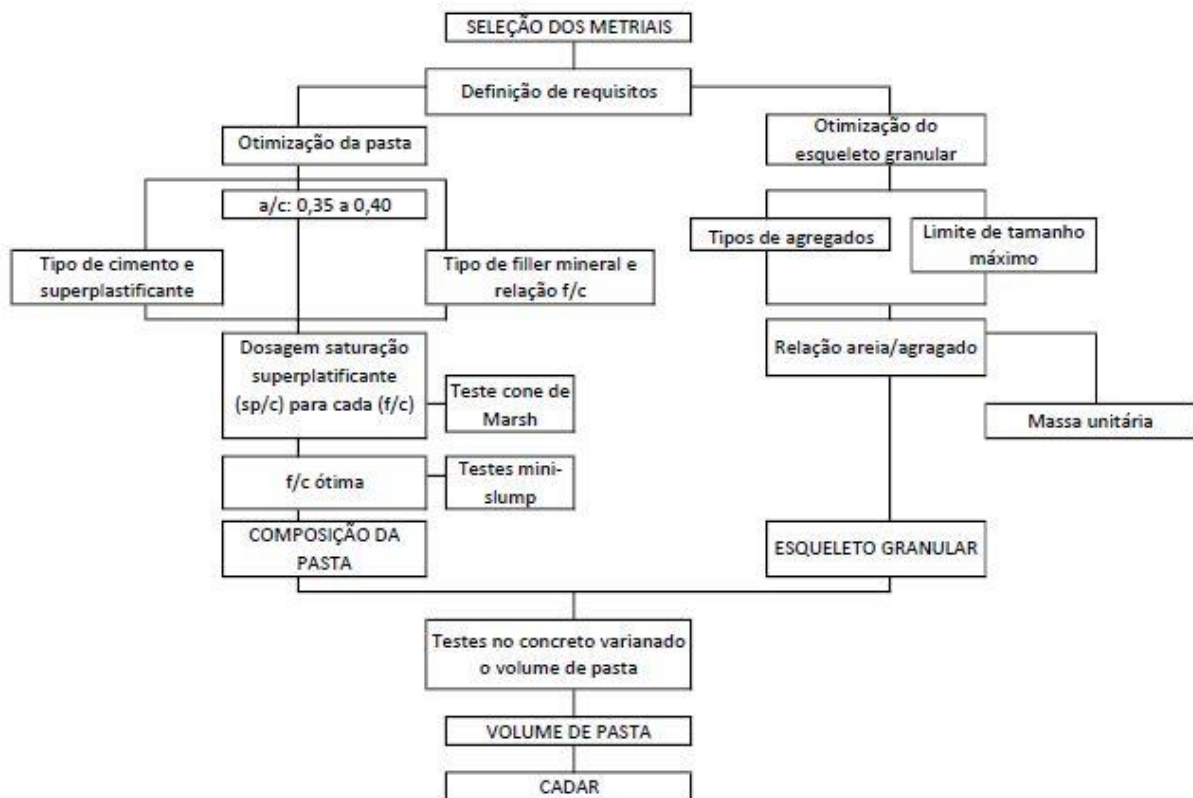 SELEÇÃO DOS METRIAIS
Definição de requisitos
Otimização da pasta
Otimização do
esqueleto granular
a/c: 0,35 a 0,40
Tipos de agregados
Limite de tamanho
máximo
Tipo de cimento e
superplastificante
Tipo de filler mineral e
relação f/c
Dosagem saturação
superplatificante
(sp/c) para cada (f/c)
Relação areia/agragado
Teste cone de
Marsh
Massa unitária
f/c ótima
Testes mini-
slump
COMPOSIÇÃO DA
PASTA
ESQUELETO GRANULAR
Testes no concreto varianado
o volume de pasta
VOLUME DE PASTA
CADAR